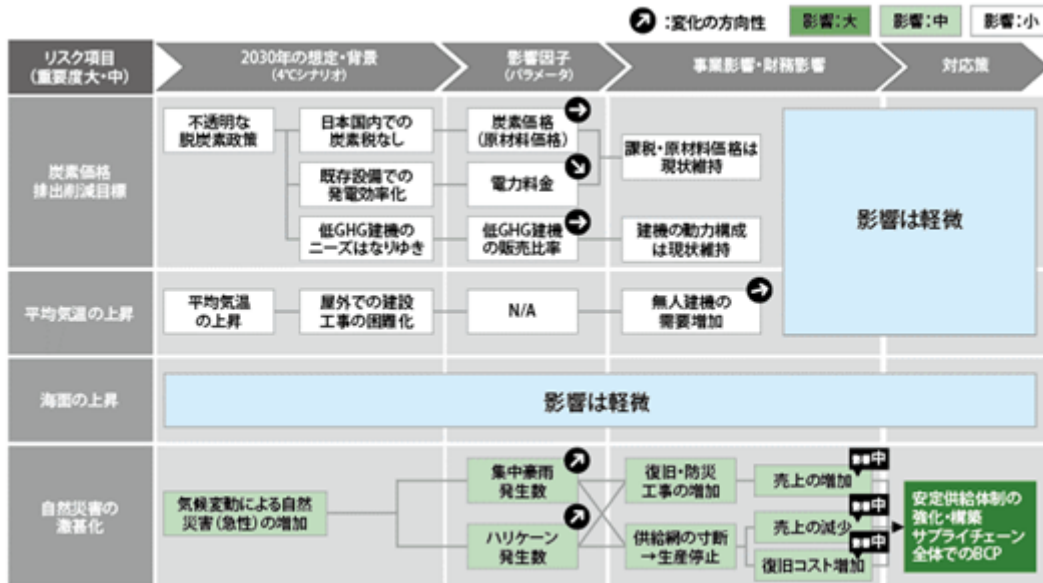 :変化の方向性
影響:大
影響:中
影響:小
リスク項目
(重要度大・中)
2030年の想定・背景
(4℃シナリオ)
影響因子
(パラメータ)
事業影響・財務影響
対応策
炭素価格
排出削減目標
不透明な
脱炭素政策
日本国内での
炭素税なし
炭素価格
(原材料価格)
既存設備での
発電効率化
電力料金
課税・原材料価格は
現状維持
低GHG建機の
ニーズはなりゆき
低GHG建機
の販売比率
建機の動力構成
は現状維持
影響は軽微
平均気温の上昇
平均気温
の上昇
屋外での建設
工事の困難化
N/A
無人建機の
需要増加
海面の上昇
影響は軽微
自然災害の
激甚化
気候変動による自然
災害(急性)の増加
集中豪雨
発生数
ハリケーン
発生数
復旧・防災
工事の増加
供給網の寸断
→生産停止
売上の増加
中
売上の減少
中
復旧コスト増加
中
安定供給体制の
強化・構築
サプライチェーン
全体でのBCP